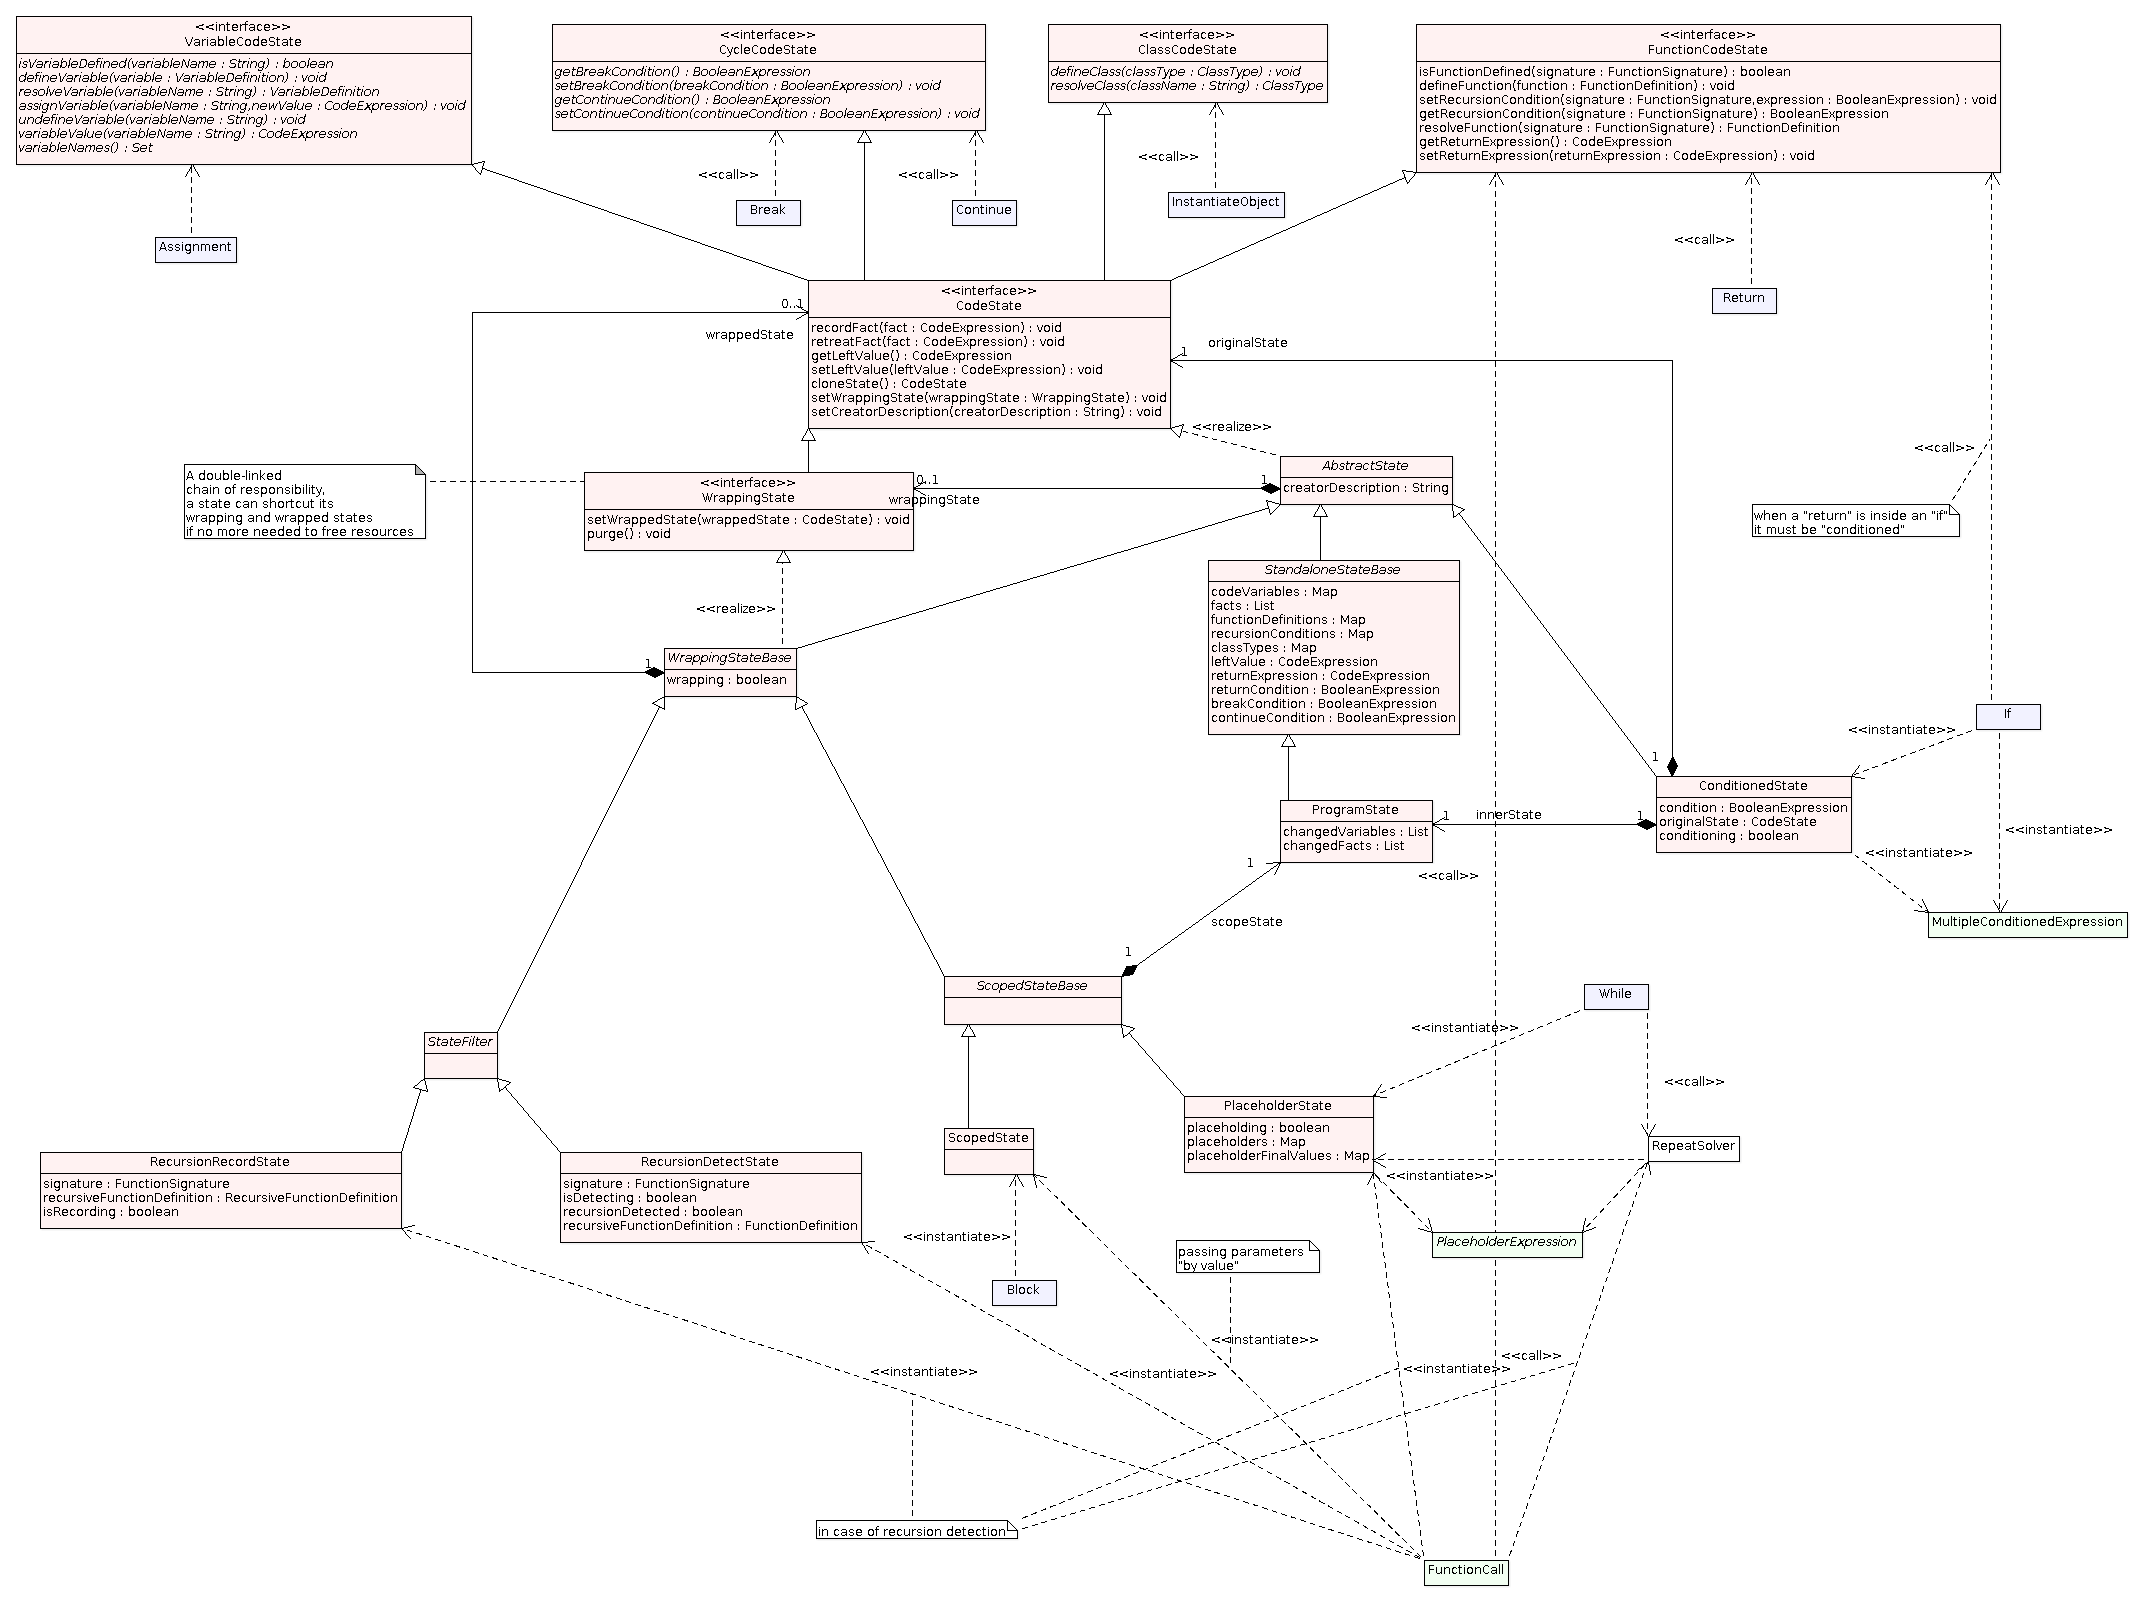 <<interface>>
VariableCodeState
isVariableDefined(variableName : String) : boolean
defineVariable(variable : VariableDefinition) : void
resolveVariable(variableName : String) : VariableDefinition
assignVariable(variableName : String,newValue : CodeExpression) : void
undefineVariable(variableName : String) : void
variableValue(variableName : String) : CodeExpression
variableNames() : Set
<<interface>>
CycleCodeState
getBreakCondition() : BooleanExpression
setBreakCondition(breakCondition : BooleanExpression) : void
getContinueCondition() : BooleanExpression
setContinueCondition(continueCondition : BooleanExpression) : void
<<interface>>
ClassCodeState
defineClass(classType : ClassType) : void
resolveClass(className : String) : ClassType
<<interface>>
FunctionCodeState
isFunctionDefined(signature : FunctionSignature) : boolean
defineFunction(function : FunctionDefinition) : void
setRecursionCondition(signature : FunctionSignature,expression : BooleanExpression) : void
getRecursionCondition(signature : FunctionSignature) : BooleanExpression
resolveFunction(signature : FunctionSignature) : FunctionDefinition
getReturnExpression() : CodeExpression
setReturnExpression(returnExpression : CodeExpression) : void
<<call>>
<<call>>
<<call>>
Assignment
Break
Continue
InstantiateObject
<<call>>
Return
<<interface>>
CodeState
recordFact(fact : CodeExpression) : void
retreatFact(fact : CodeExpression) : void
getLeftValue() : CodeExpression
setLeftValue(leftValue : CodeExpression) : void
cloneState() : CodeState
setWrappingState(wrappingState : WrappingState) : void
setCreatorDescription(creatorDescription : String) : void
0..1
wrappedState
1
originalState
<<realize>>
<<call>>
A double-linked
chain of responsibility,
a state can shortcut its
wrapping and wrapped states
if no more needed to free resources
<<interface>>
WrappingState
setWrappedState(wrappedState : CodeState) : void
purge() : void
0..1
wrappingState
1
AbstractState
creatorDescription : String
when a "return" is inside an "if"
it must be "conditioned"
<<realize>>
StandaloneStateBase
codeVariables : Map
facts : List
functionDefinitions : Map
recursionConditions : Map
classTypes : Map
leftValue : CodeExpression
returnExpression : CodeExpression
returnCondition : BooleanExpression
breakCondition : BooleanExpression
continueCondition : BooleanExpression
1
WrappingStateBase
wrapping : boolean
If
<<instantiate>>
1
ConditionedState
condition : BooleanExpression
originalState : CodeState
conditioning : boolean
ProgramState
changedVariables : List
changedFacts : List
1
innerState
1
<<instantiate>>
<<instantiate>>
1
<<call>>
scopeState
1
MultipleConditionedExpression
ScopedStateBase
While
<<instantiate>>
StateFilter
<<call>>
PlaceholderState
placeholding : boolean
placeholders : Map
placeholderFinalValues : Map
ScopedState
RepeatSolver
<<instantiate>>
RecursionRecordState
signature : FunctionSignature
recursiveFunctionDefinition : RecursiveFunctionDefinition
isRecording : boolean
RecursionDetectState
signature : FunctionSignature
isDetecting : boolean
recursionDetected : boolean
recursiveFunctionDefinition : FunctionDefinition
<<instantiate>>
PlaceholderExpression
passing parameters
"by value"
Block
<<instantiate>>
<<call>>
<<instantiate>>
<<instantiate>>
<<instantiate>>
in case of recursion detection
FunctionCall